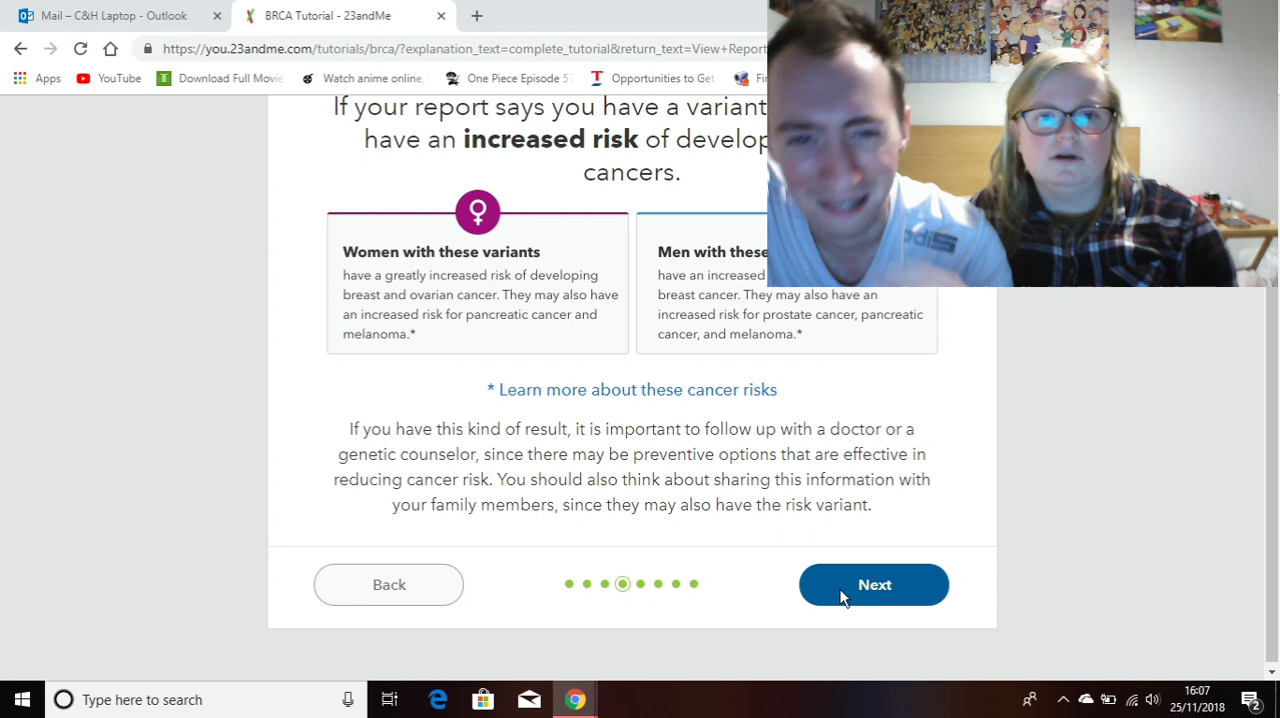 Mail – C&H Laptop - Outlook
BRCA Tutorial - 23andMe
https://you.23andme.com/tutorials/brca/?explanation_text=complete_tutorial&return_text=View+Report
Apps
YouTube
Download Full Movie
Watch anime online,
One Piece Episode 57
Opportunities to Get
Fi
If your report says you have a variant
have an increased risk of develop
cancers.
Women with these variants
have a greatly increased risk of developing
breast and ovarian cancer. They may also have
an increased risk for pancreatic cancer and
melanoma.*
Men with these
have an increased
breast cancer. They may also have an
increased risk for prostate cancer, pancreatic
cancer, and melanoma.*
* Learn more about these cancer risks
If you have this kind of result, it is important to follow up with a doctor or a
genetic counselor, since there may be preventive options that are effective in
reducing cancer risk. You should also think about sharing this information with
your family members, since they may also have the risk variant.
Back
Next
Type here to search
16:07
25/11/2018
2